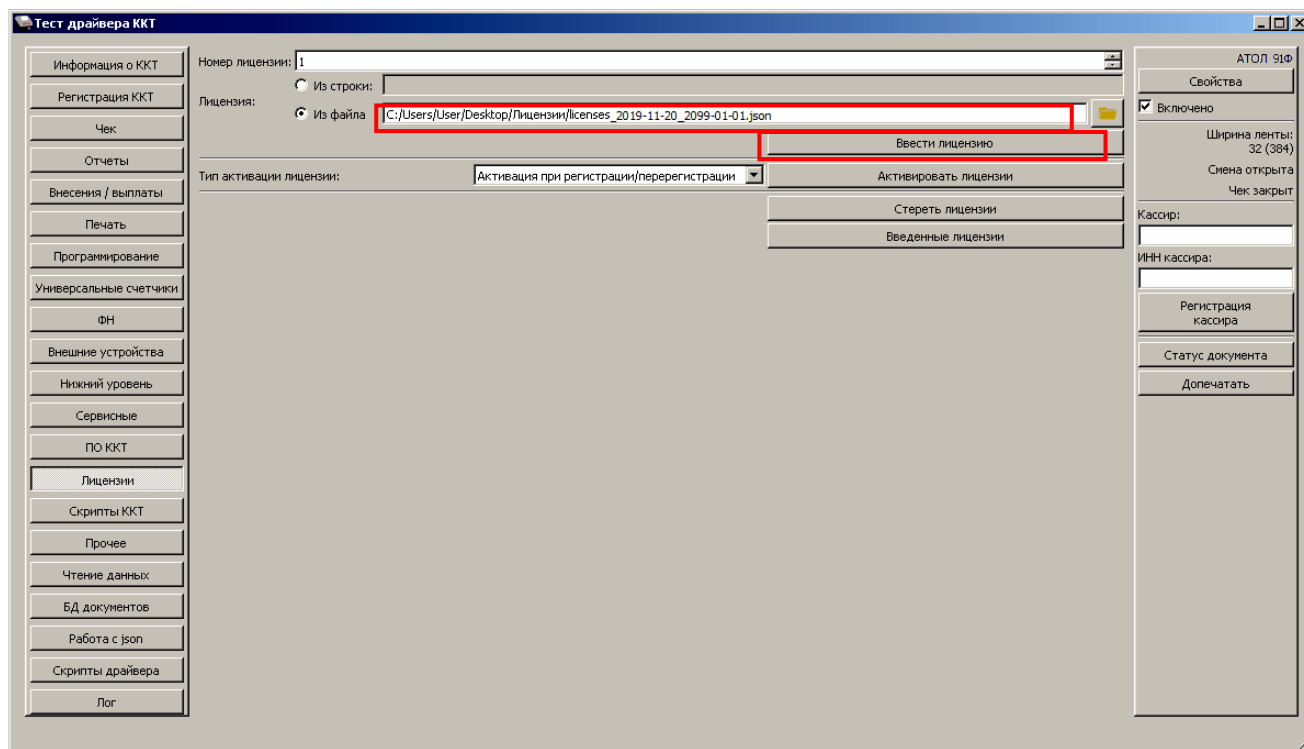 Тест драйвера ККТ
Информация о ККТ
Регистрация ККТ
Чек
Отчеты
Внесения / выплаты
Печать
Программирование
Универсальные счетчики
ФН
Внешние устройства
Нижний уровень
Сервисные
ПО ККТ
Лицензии
Скрипты ККТ
Прочее
Чтение данных
БД документов
Работа с json
Скрипты драйвера
Лог
Номер лицензии: 1
Лицензия:
Из строки:
Из файла C:/Users/User/Desktop/Лицензии/licenses_2019-11-20_2099-01-01.json
Ввести лицензию
Тип активации лицензии: Активация при регистрации/перерегистрации Активировать лицензии
Стереть лицензии
Введенные лицензии
АТОЛ 91Ф
Свойства
Включено
Ширина ленты:
32 (384)
Смена открыта
Чек закрыт
Кассир:
ИНН кассира:
Регистрация
кассира
Статус документа
Допечатать